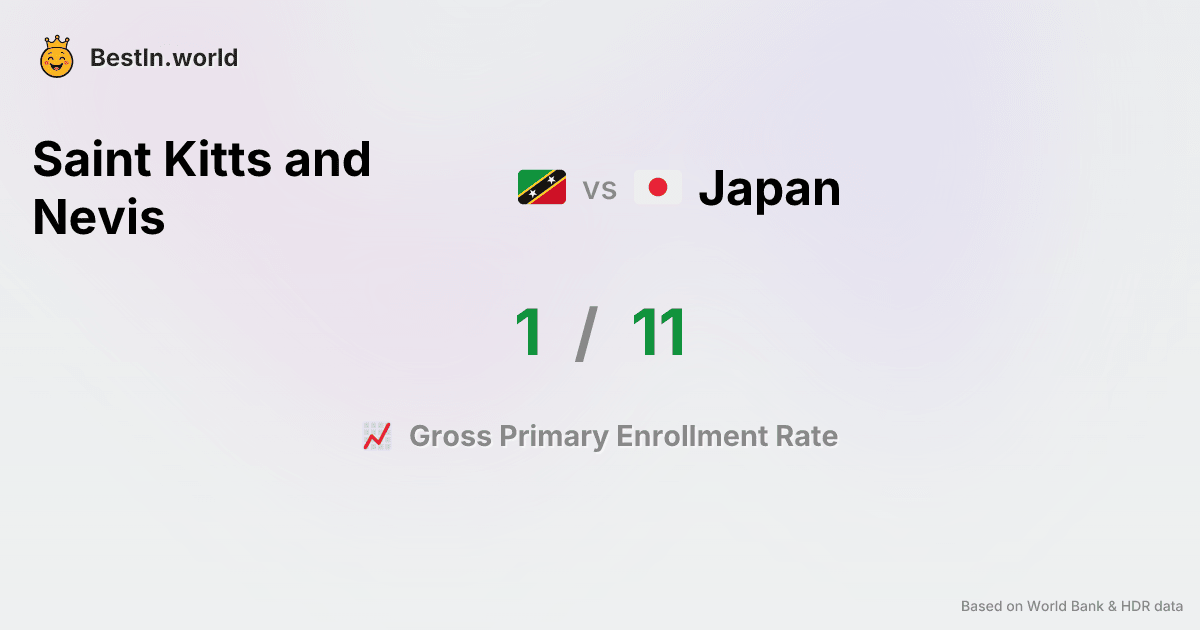 BestIn.world
Saint Kitts and
Nevis
vs
Japan
1 / 11
Gross Primary Enrollment Rate
Based on World Bank & HDR data